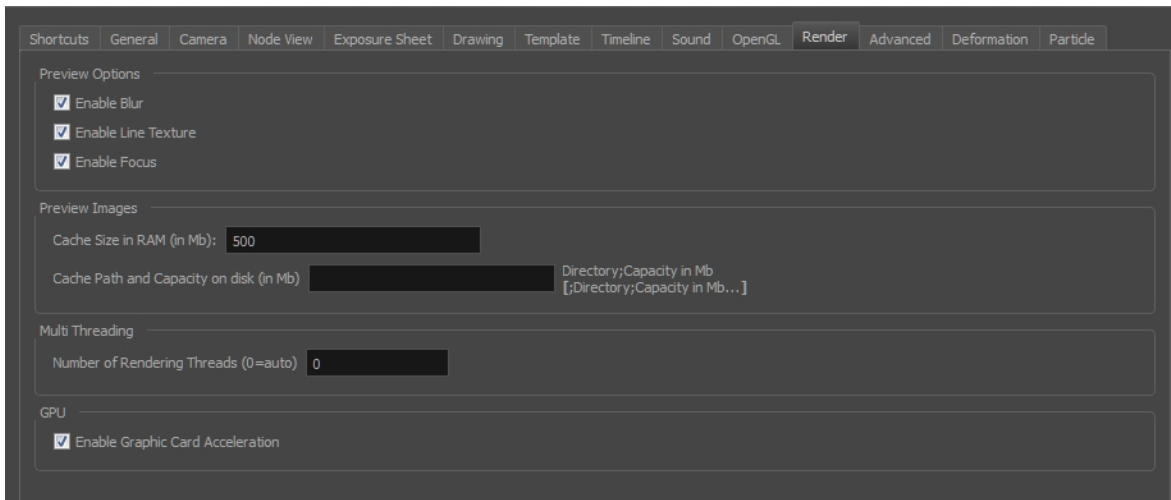 Shortcuts General Camera Node View Exposure Sheet Drawing Template Timeline Sound OpenGL Render Advanced Deformation Particle
Preview Options
Enable Blur
Enable Line Texture
Enable Focus
Preview Images
Cache Size in RAM (in Mb): 500
Cache Path and Capacity on disk (in Mb) Directory;Capacity in Mb
[;Directory;Capacity in Mb...]
Multi Threading
Number of Rendering Threads (0=auto) 0
GPU
Enable Graphic Card Acceleration